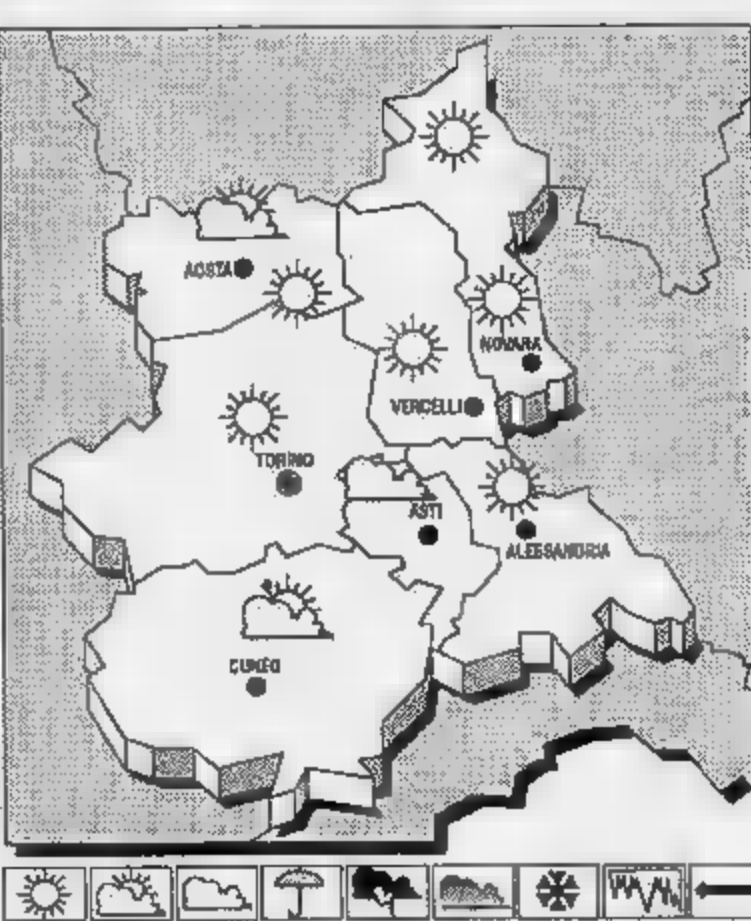 AOSTA
NOVARA
VERCELLI
TORINO
ASTI
ALESSANDRIA
CUNEO